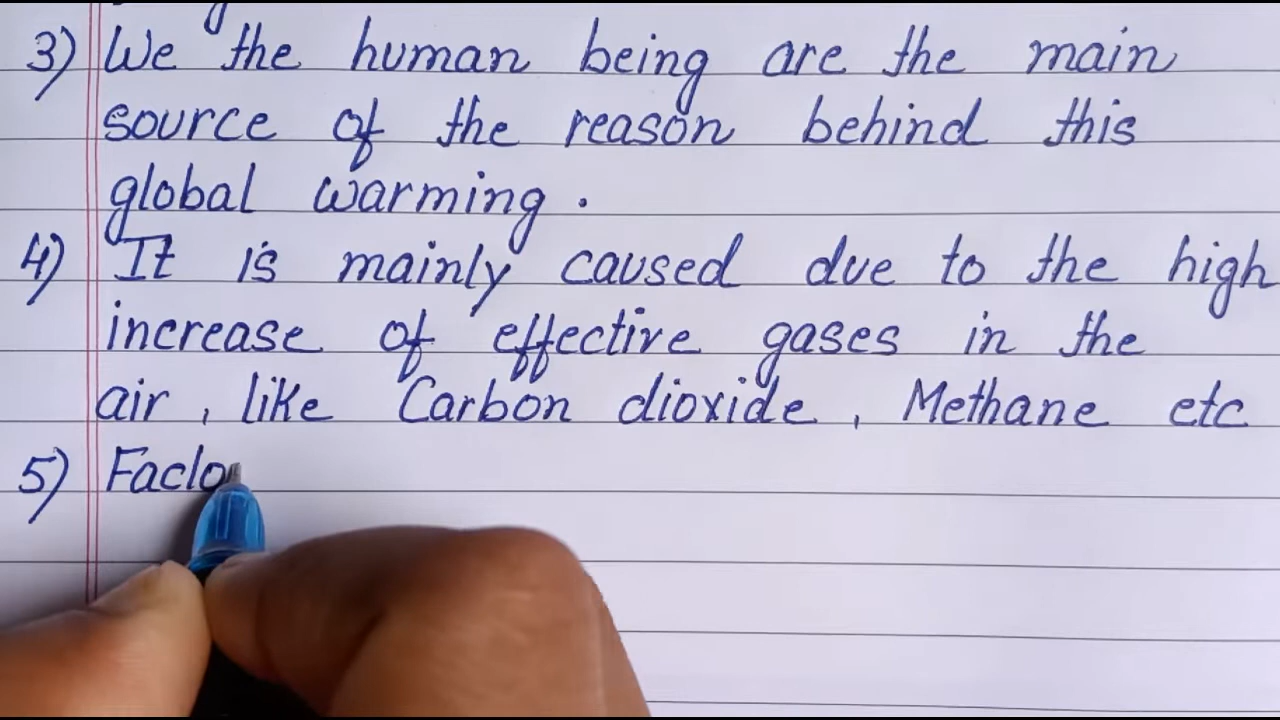 3) We the human being are the main
source of the reason behind this
global warming.
4) It is mainly caused due to the high
increase of effective gases in the
air, like Carbon dioxide, Methane etc
5)